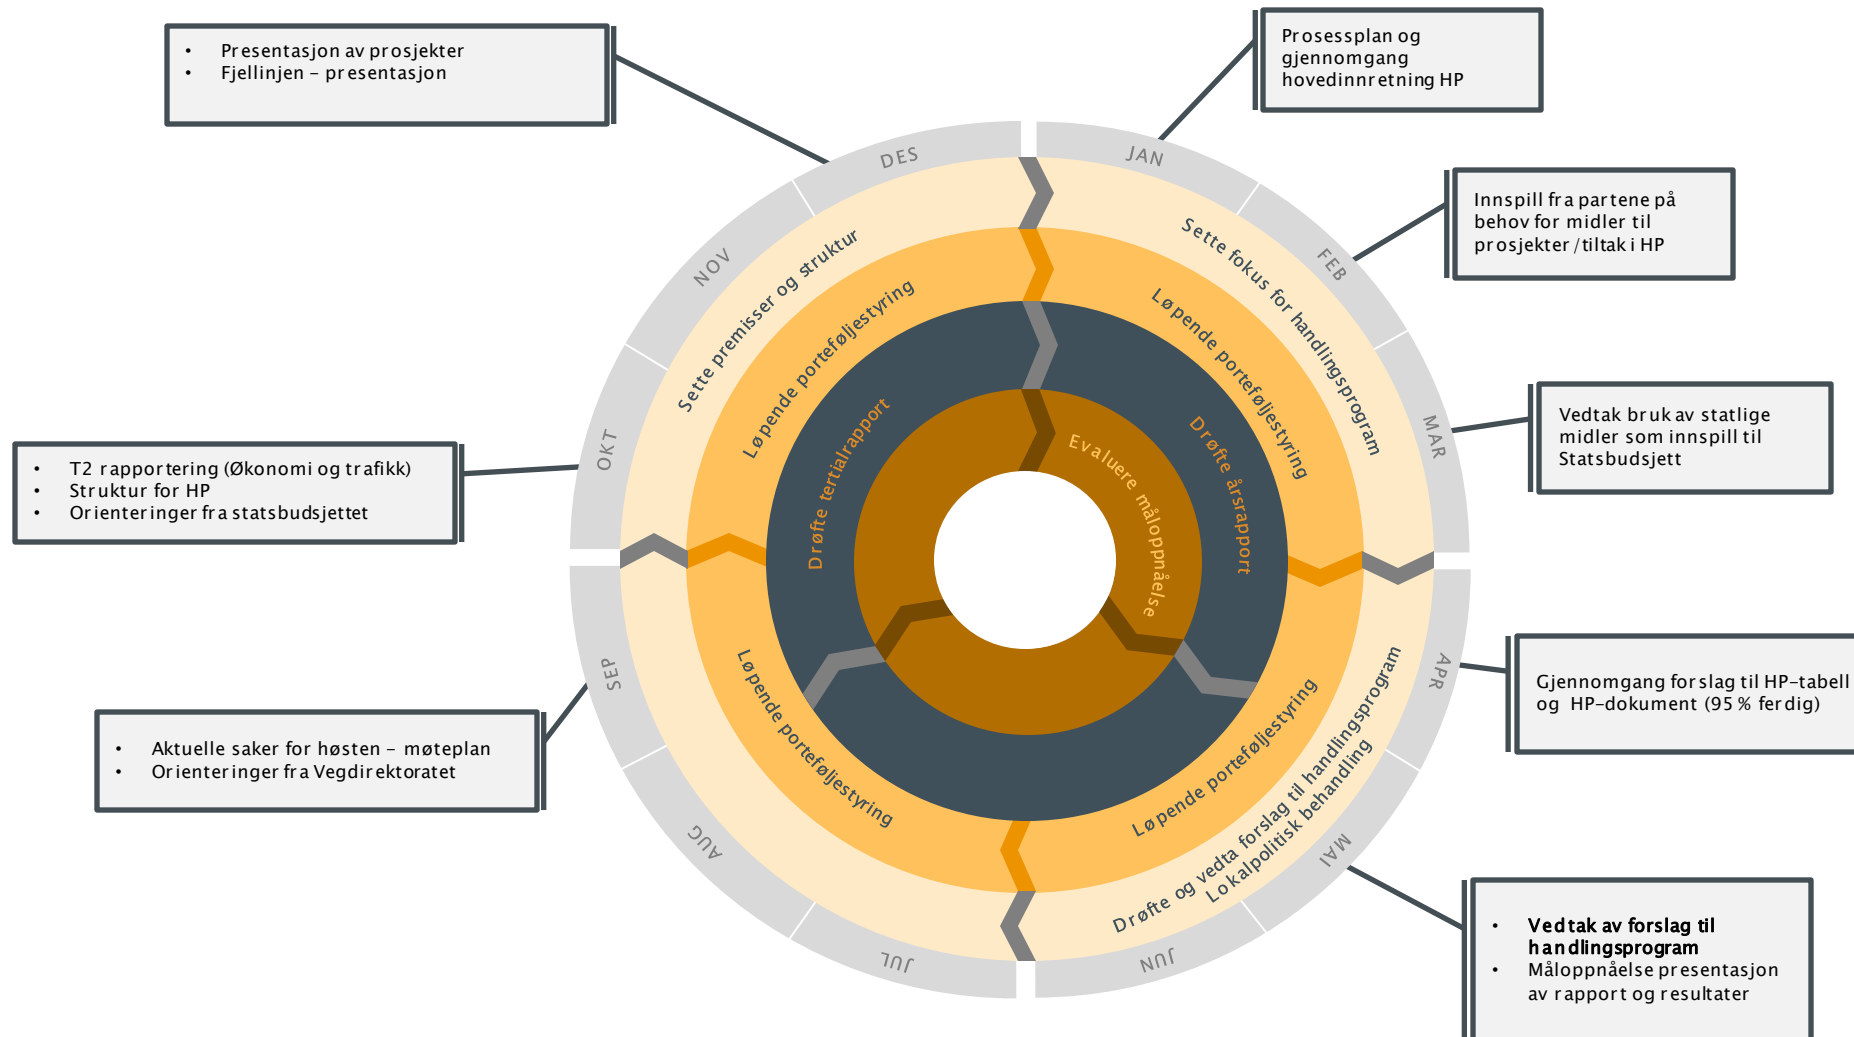 • Presentasjon av prosjekter
• Fjellinjen – presentasjon
Prosessplan og
gjennomgang
hovedinnretning HP
Innspill fra partene på
behov for midler til
prosjekter/tiltak i HP
Vedtak bruk av statlige
midler som innspill til
Statsbudsjett
Gjennomgang forslag til HP-tabell
og HP-dokument (95 % ferdig)
• Vedtak av forslag til
handlingsprogram
• Måloppnåelse presentasjon
av rapport og resultater
• Aktuelle saker for høsten – møteplan
• Orienteringer fra Vegdirektoratet
• T2 rapportering (Økonomi og trafikk)
• Struktur for HP
• Orienteringer fra statsbudsjettet
JAN
FEB
MAR
APR
MAI
JUN
JUL
AUG
SEP
OKT
NOV
DES
Sette fokus for handlingsprogram
Drøfte og vedta forslag til handlingsprogram
Lokalpolitisk behandling
Sette premisser og struktur
Løpende porteføljestyring
Løpende porteføljestyring
Løpende porteføljestyring
Løpende porteføljestyring
Drøfte årsrapport
Drøfte tertialrapport
Evaluere måloppnåelse